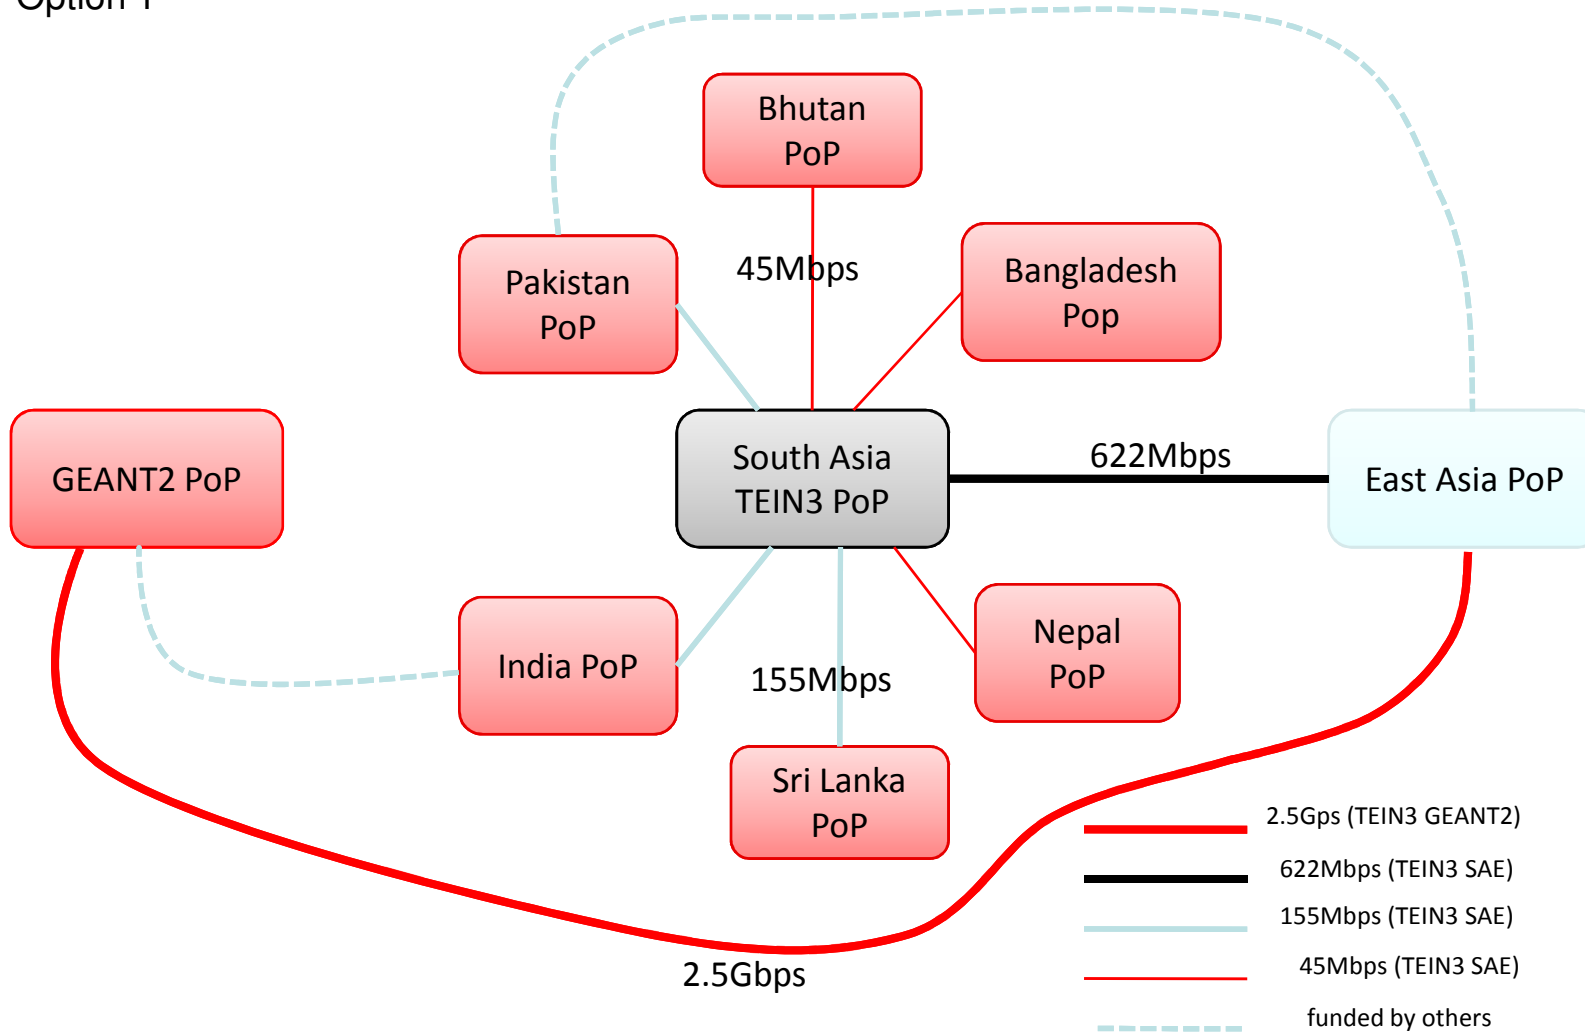 Option 1
Bhutan
PoP
45Mbps
Pakistan
PoP
Bangladesh
Pop
GEANT2 PoP
South Asia
TEIN3 PoP
622Mbps
East Asia PoP
India PoP
155Mbps
Nepal
PoP
Sri Lanka
PoP
2.5Gbps
2.5Gps (TEIN3 GEANT2)
622Mbps (TEIN3 SAE)
155Mbps (TEIN3 SAE)
45Mbps (TEIN3 SAE)
funded by others